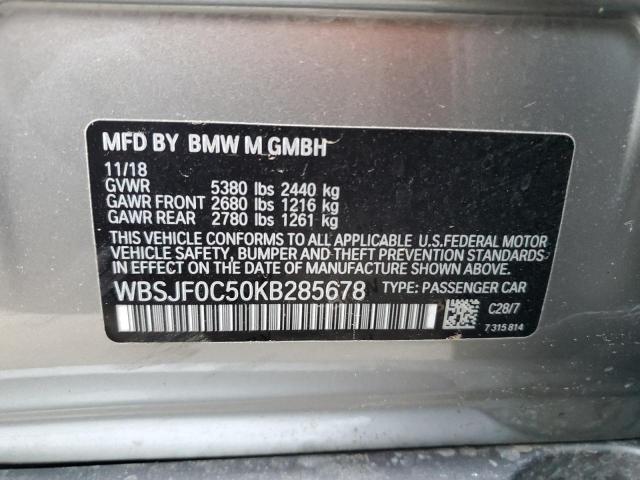 MFD BY BMW M GMBH
11/18
GVWR 5380 lbs 2440 kg
GAWR FRONT 2680 lbs 1216 kg
GAWR REAR 2780 lbs 1261 kg
THIS VEHICLE CONFORMS TO ALL APPLICABLE U.S.FEDERAL MOTOR
VEHICLE SAFETY, BUMPER AND THEFT PREVENTION STANDARDS
IN EFFECT ON THE DATE OF MANUFACTURE SHOWN ABOVE.
WBSJF0C50KB285678 TYPE: PASSENGER CAR
C28/7
7 315 814